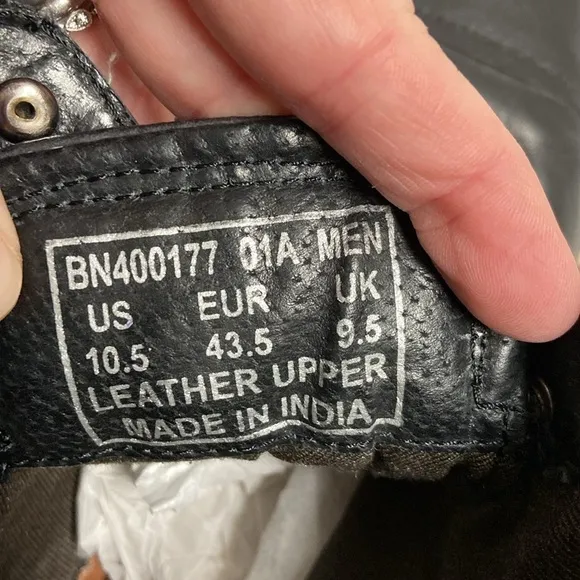 BN400177 01A MEN
US EUR UK
10.5 43.5 9.5
LEATHER UPPER
MADE IN INDIA